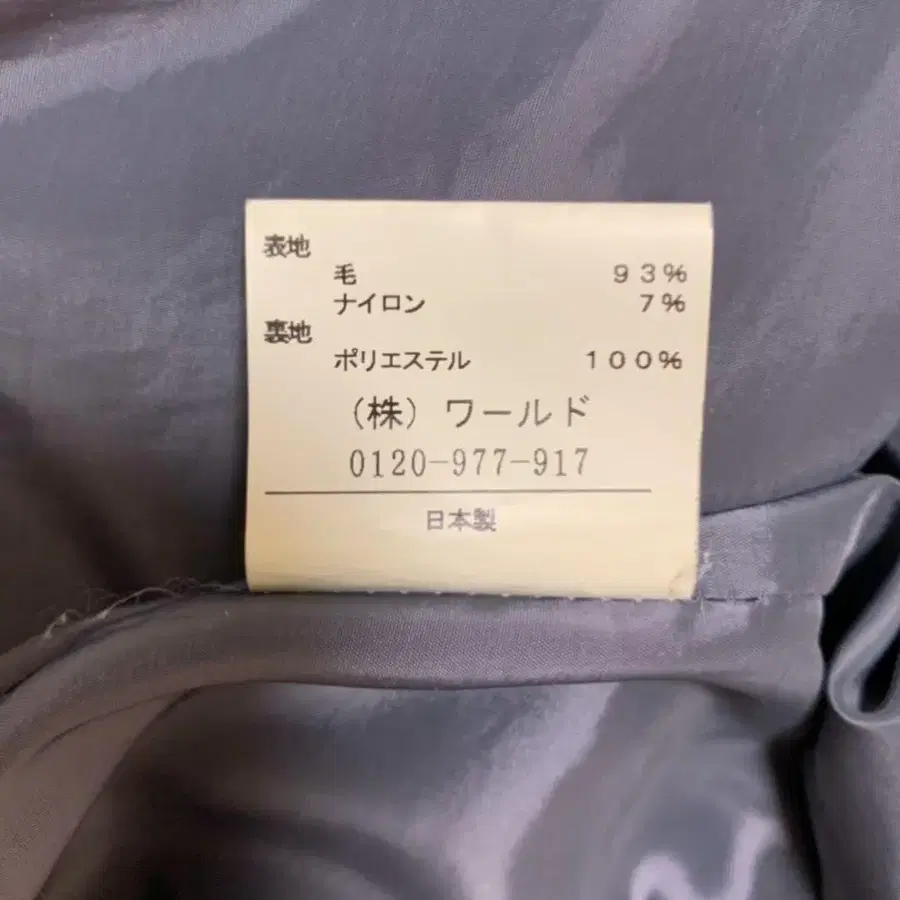 表地
毛 93%
ナイロン 7%
裏地
ポリエステル 100%
（株）ワールド
0120-977-917
日本製